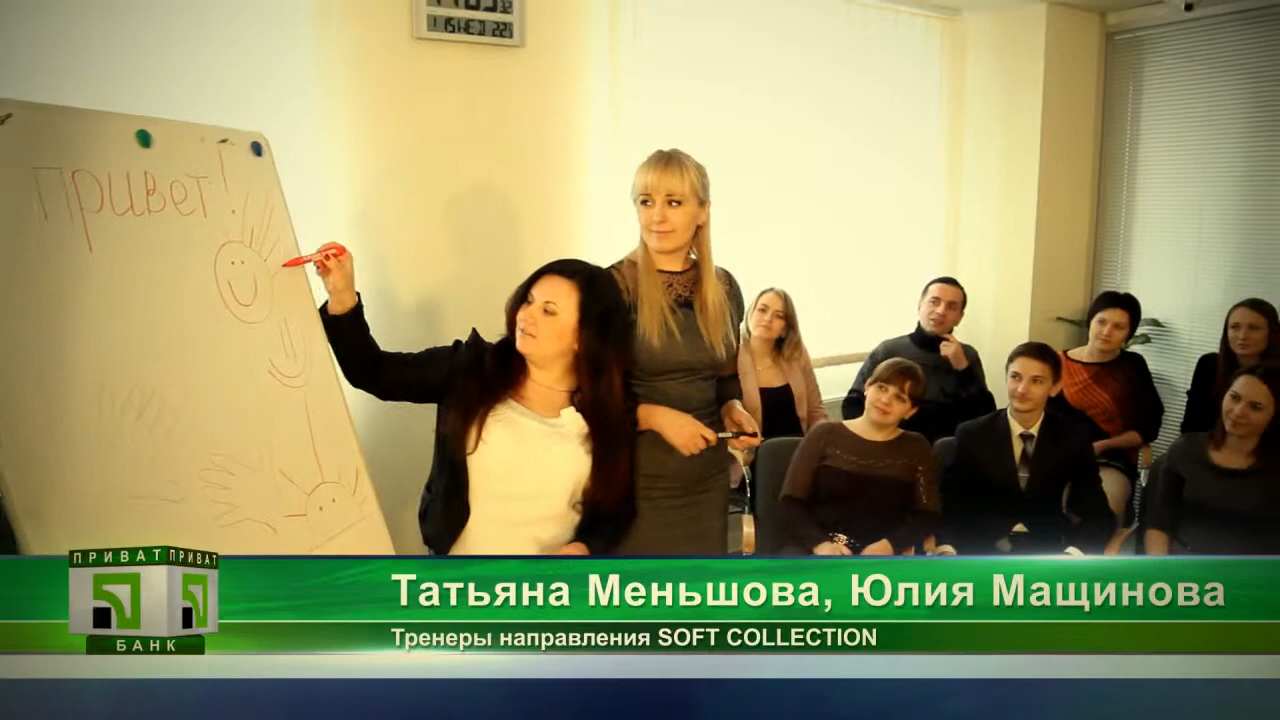 Привет!
ПРИВАТ ПРИВАТ
БАНК
Татьяна Меньшова, Юлия Мащинова
Тренеры направления SOFT COLLECTION